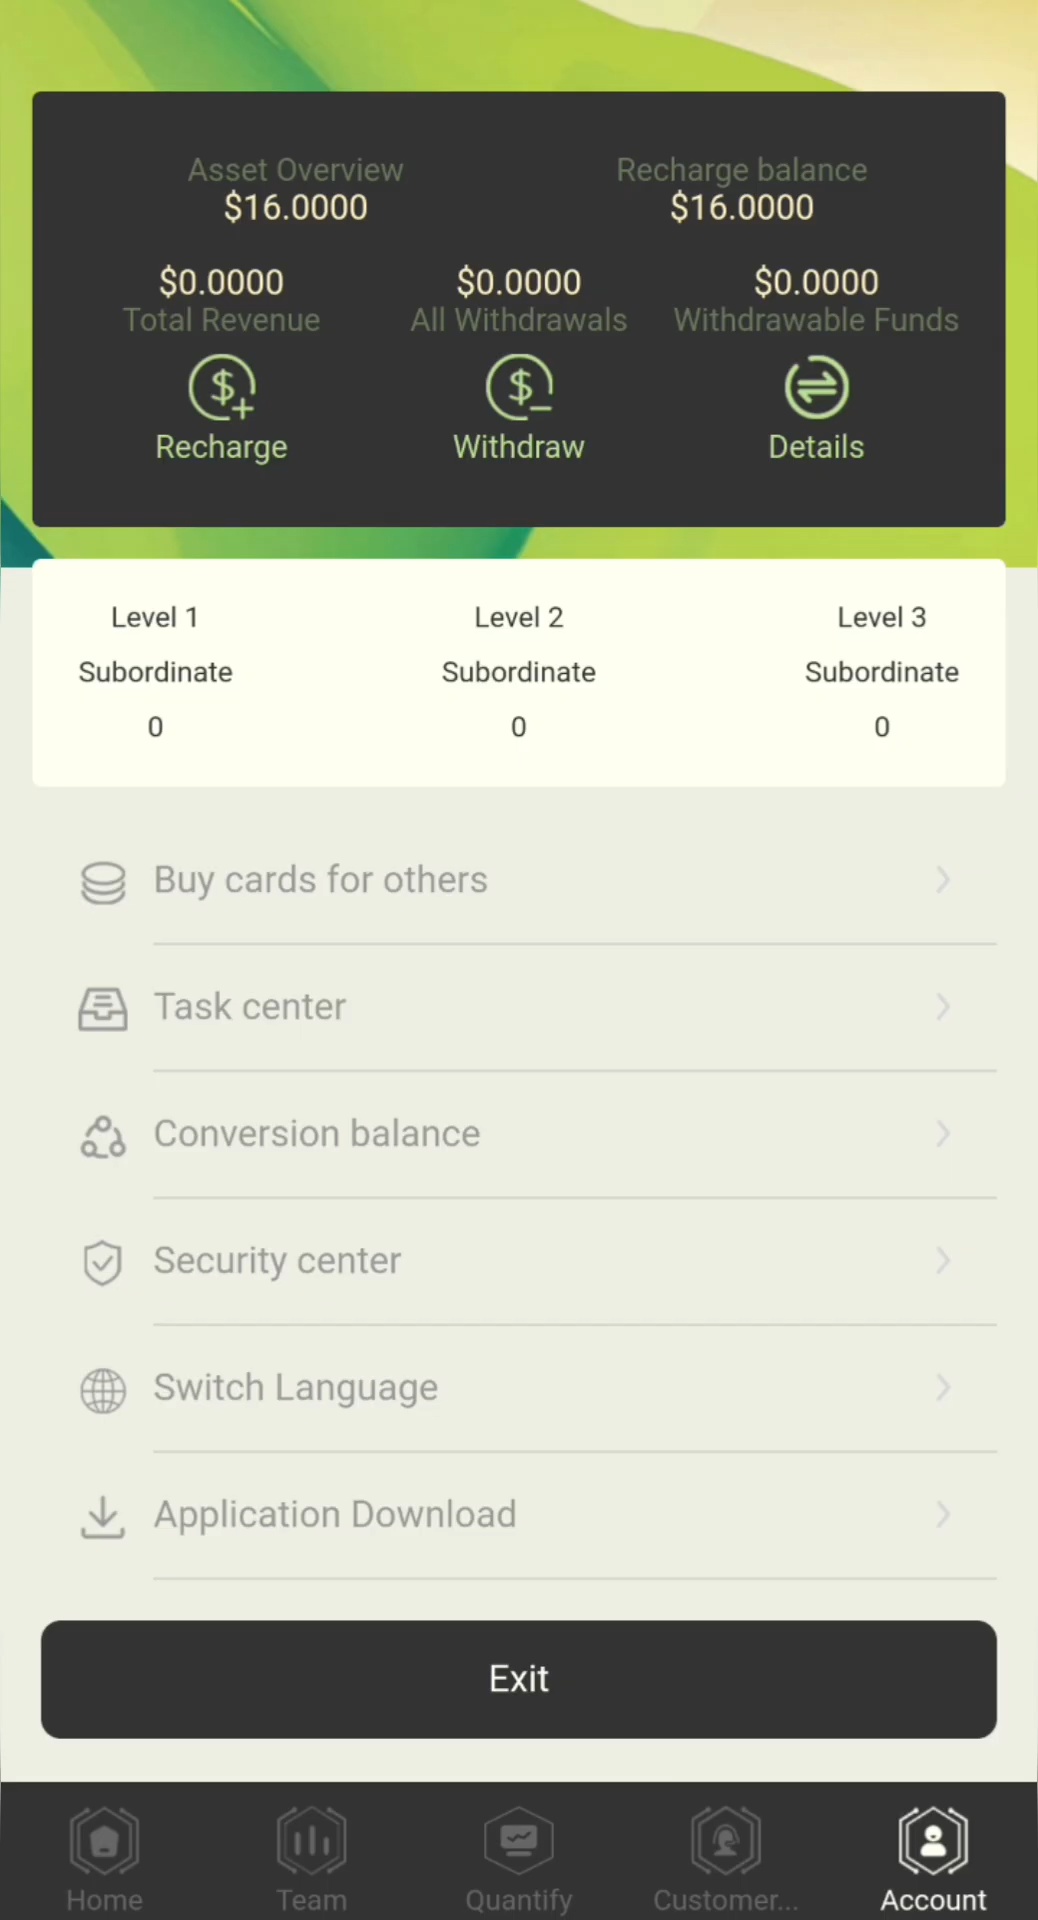 Asset Overview
$16.0000
Recharge balance
$16.0000
$0.0000
Total Revenue
$0.0000
All Withdrawals
$0.0000
Withdrawable Funds
Recharge
Withdraw
Details
Level 1
Subordinate
0
Level 2
Subordinate
0
Level 3
Subordinate
0
Buy cards for others
Task center
Conversion balance
Security center
Switch Language
Application Download
Exit
Home
Team
Quantify
Customer...
Account